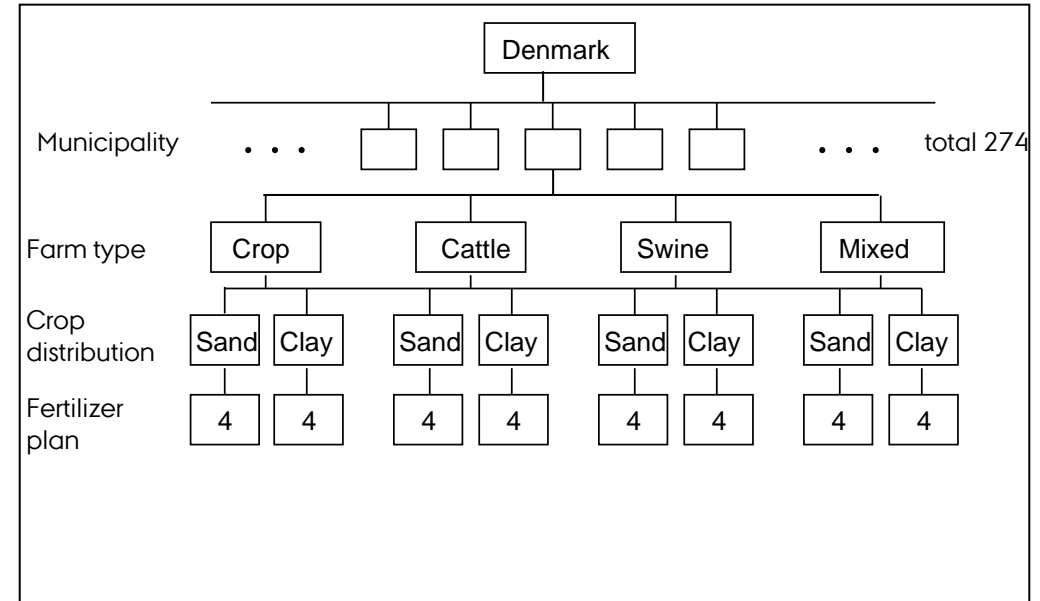 Denmark
Municipality . . . . . . total 274
Farm type Crop Cattle Swine Mixed
Crop
distribution Sand Clay Sand Clay Sand Clay Sand Clay
Fertilizer
plan 4 4 4 4 4 4 4 4